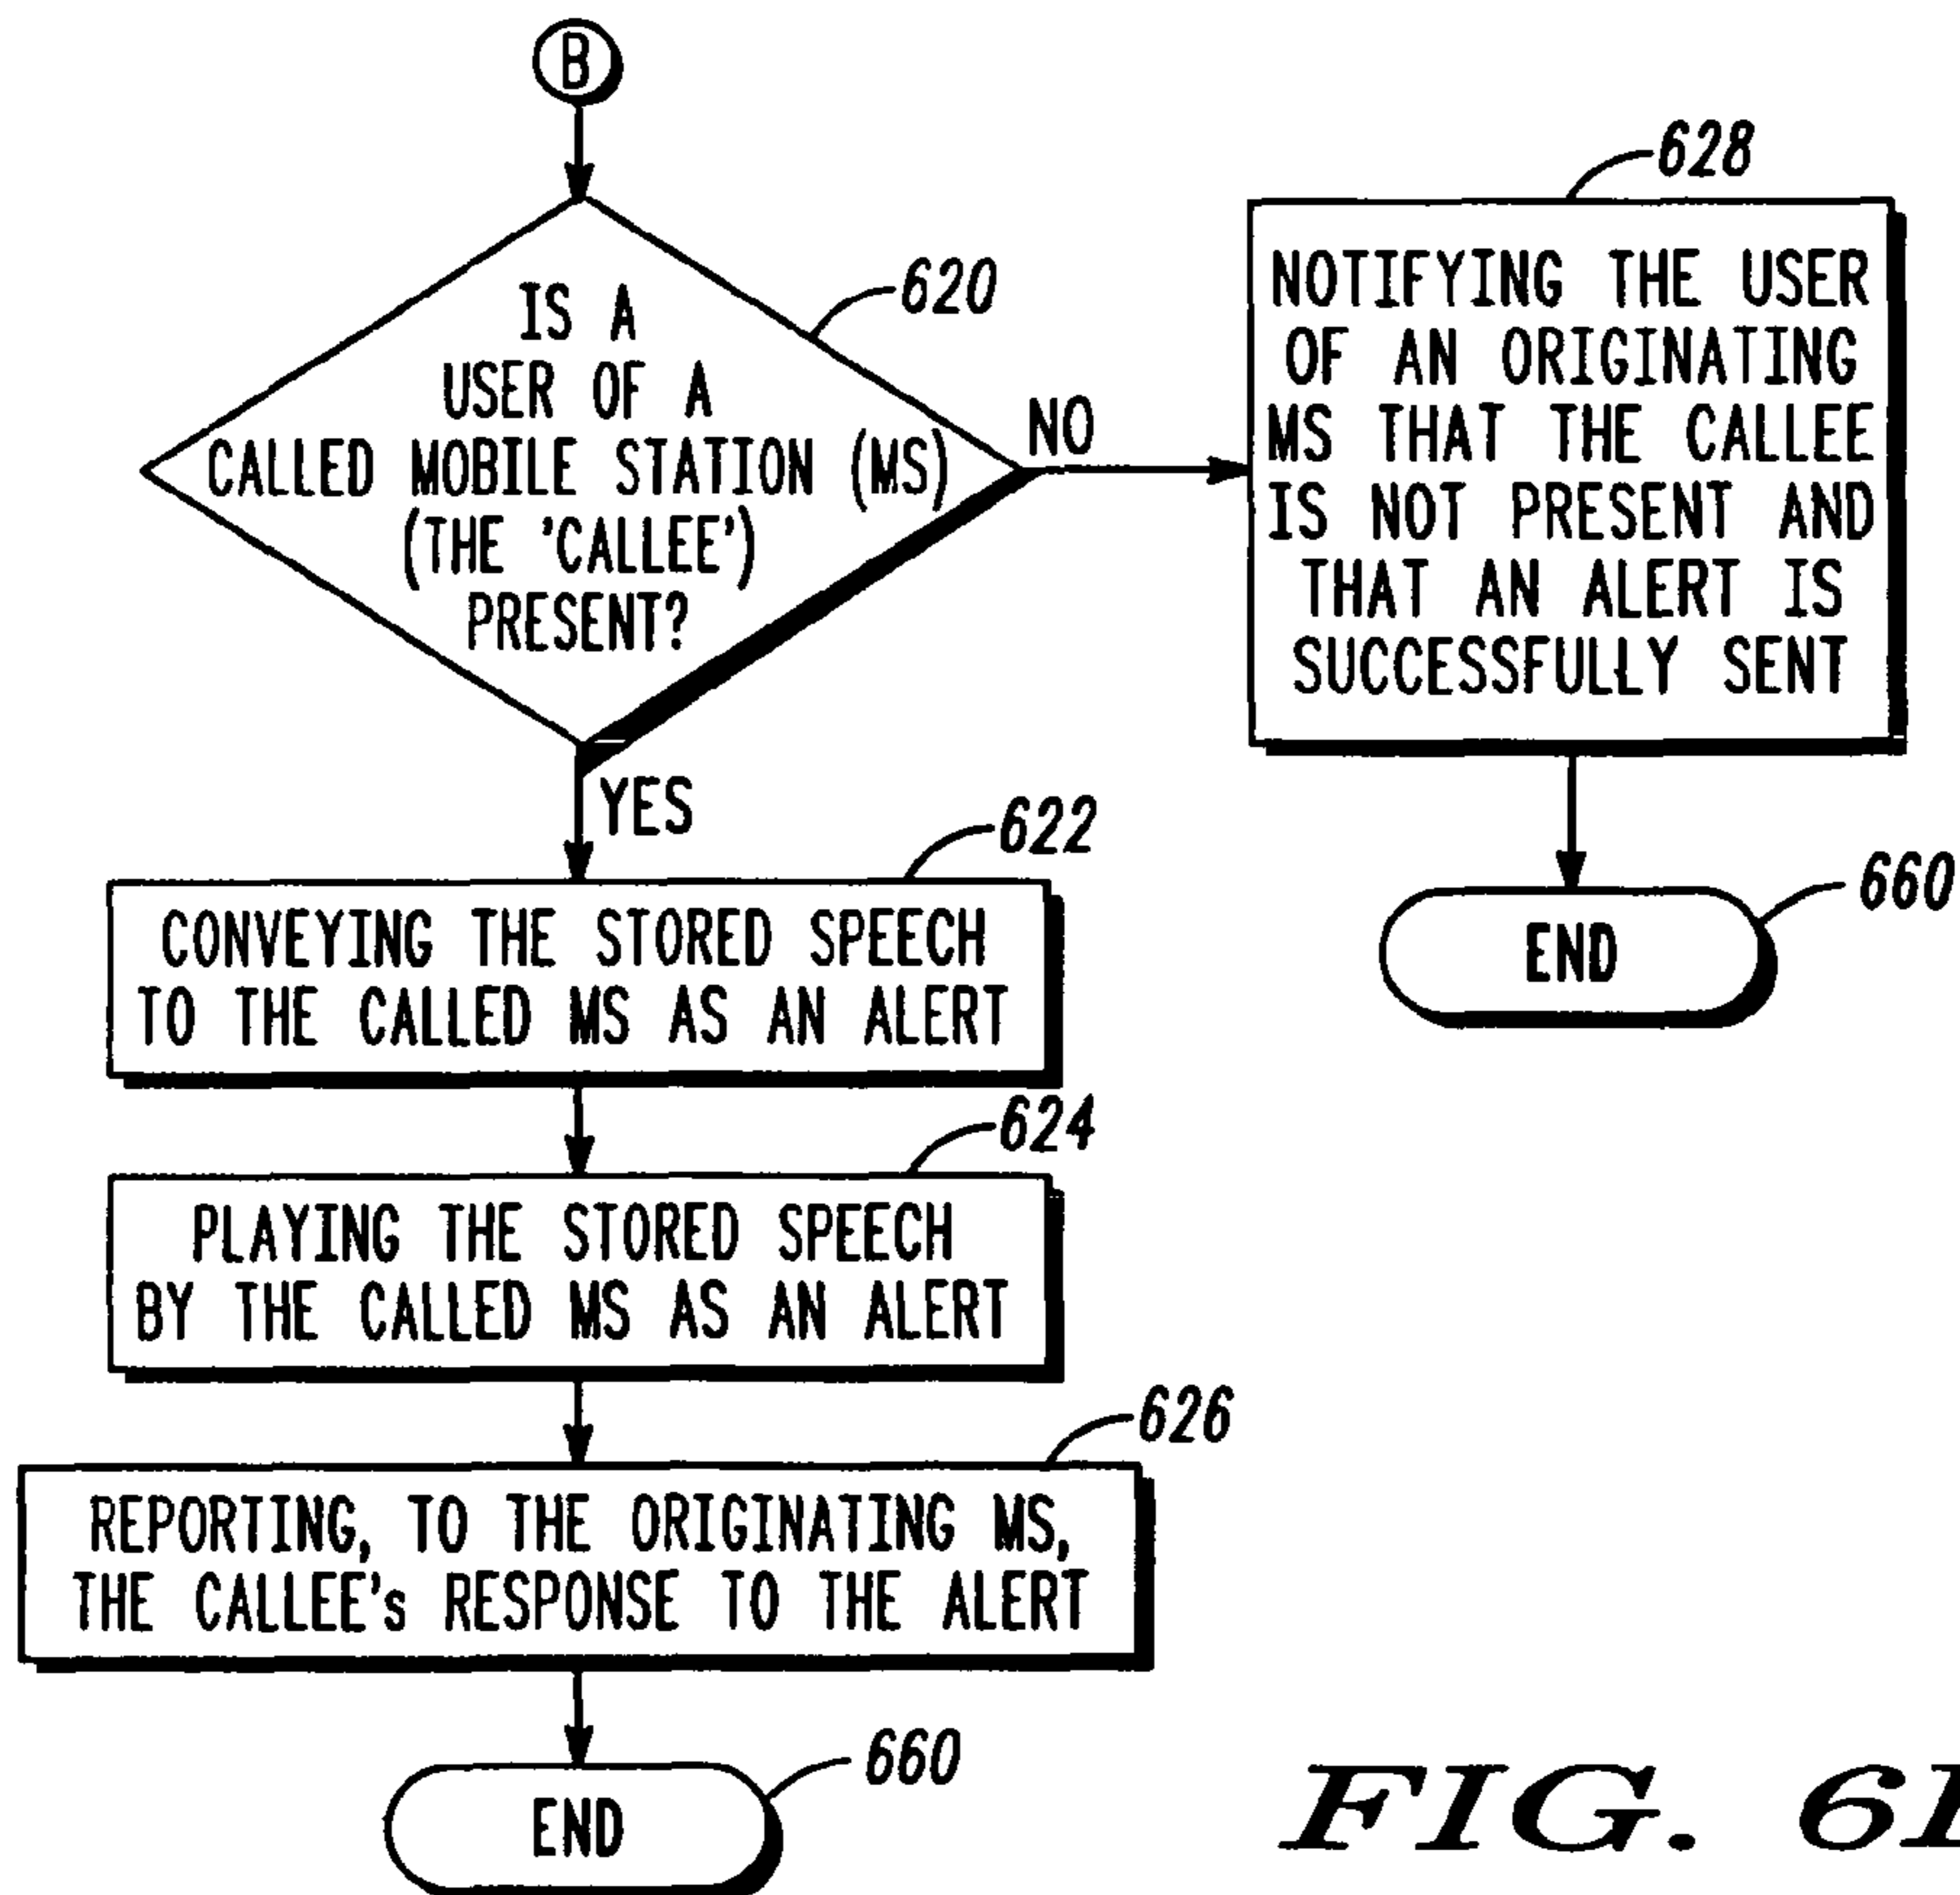 B
620
IS A
USER OF A
CALLED MOBILE STATION (MS)
(THE 'CALLEE')
PRESENT?
NO
YES
628
NOTIFYING THE USER
OF AN ORIGINATING
MS THAT THE CALLEE
IS NOT PRESENT AND
THAT AN ALERT IS
SUCCESSFULLY SENT
660
END
622
CONVEYING THE STORED SPEECH
TO THE CALLED MS AS AN ALERT
624
PLAYING THE STORED SPEECH
BY THE CALLED MS AS AN ALERT
626
REPORTING, TO THE ORIGINATING MS,
THE CALLEE's RESPONSE TO THE ALERT
660
END
FIG.